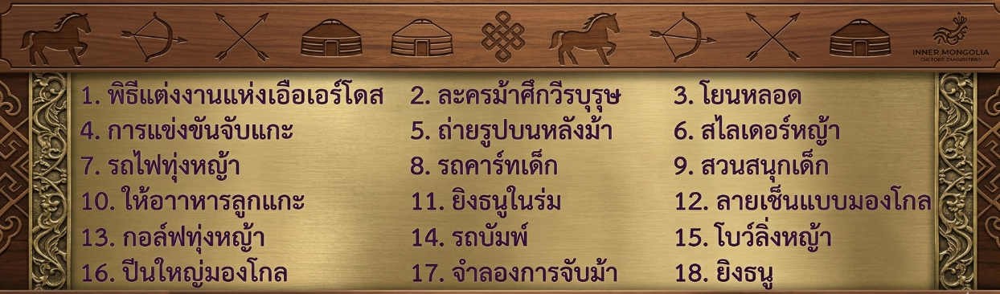 INNER MONGOLIA
1. พิธีแต่งงานแห่งเอือเอร์โดส 2. ละครม้าศึกวีรบุรุษ 3. โยนหลอด
4. การแข่งขันจับแกะ 5. ถ่ายรูปบนหลังม้า 6. สไลเดอร์หญ้า
7. รถไฟทุ่งหญ้า 8. รถคาร์ทเด็ก 9. สวนสนุกเด็ก
10. ให้อาาหารลูกแกะ 11. ยิงธนูในร่ม 12. ลายเซ็นแบบมองโกล
13. กอล์ฟทุ่งหญ้า 14. รถบัมพ์ 15. โบว์ลิ่งหญ้า
16. ปืนใหญ่มองโกล 17. จำลองการจับม้า 18. ยิงธนู